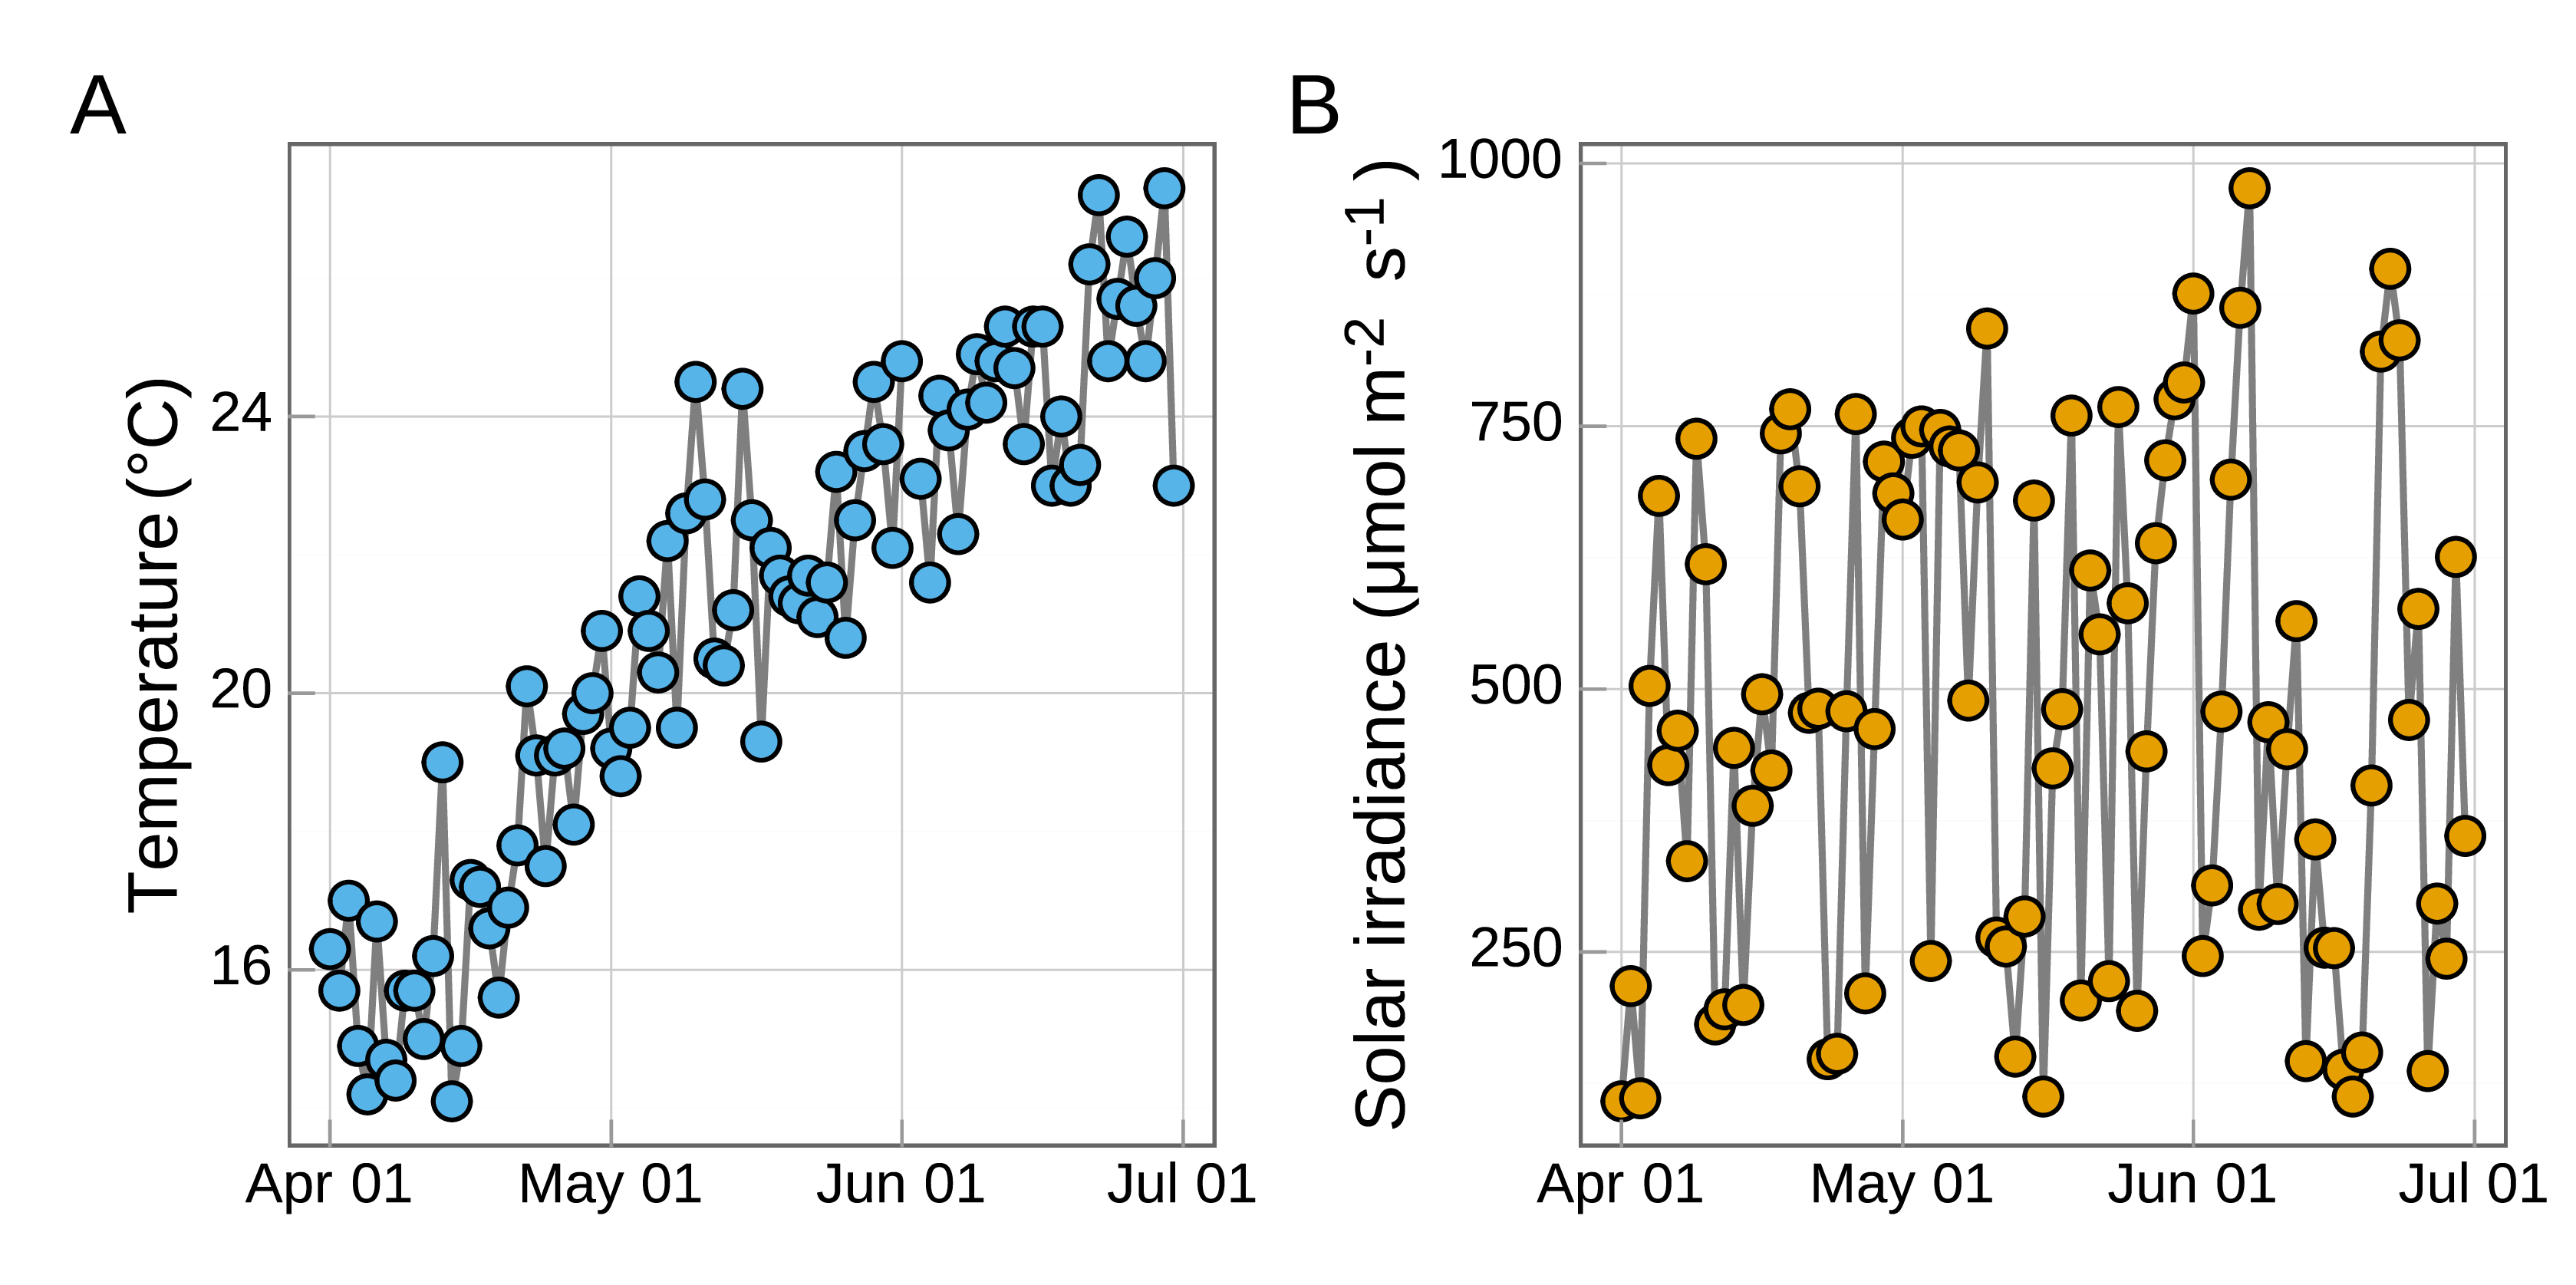 A
Temperature (°C)
24
20
16
Apr 01 May 01 Jun 01 Jul 01
B
Solar irradiance (μmol m⁻² s⁻¹ )
1000
750
500
250
Apr 01 May 01 Jun 01 Jul 01